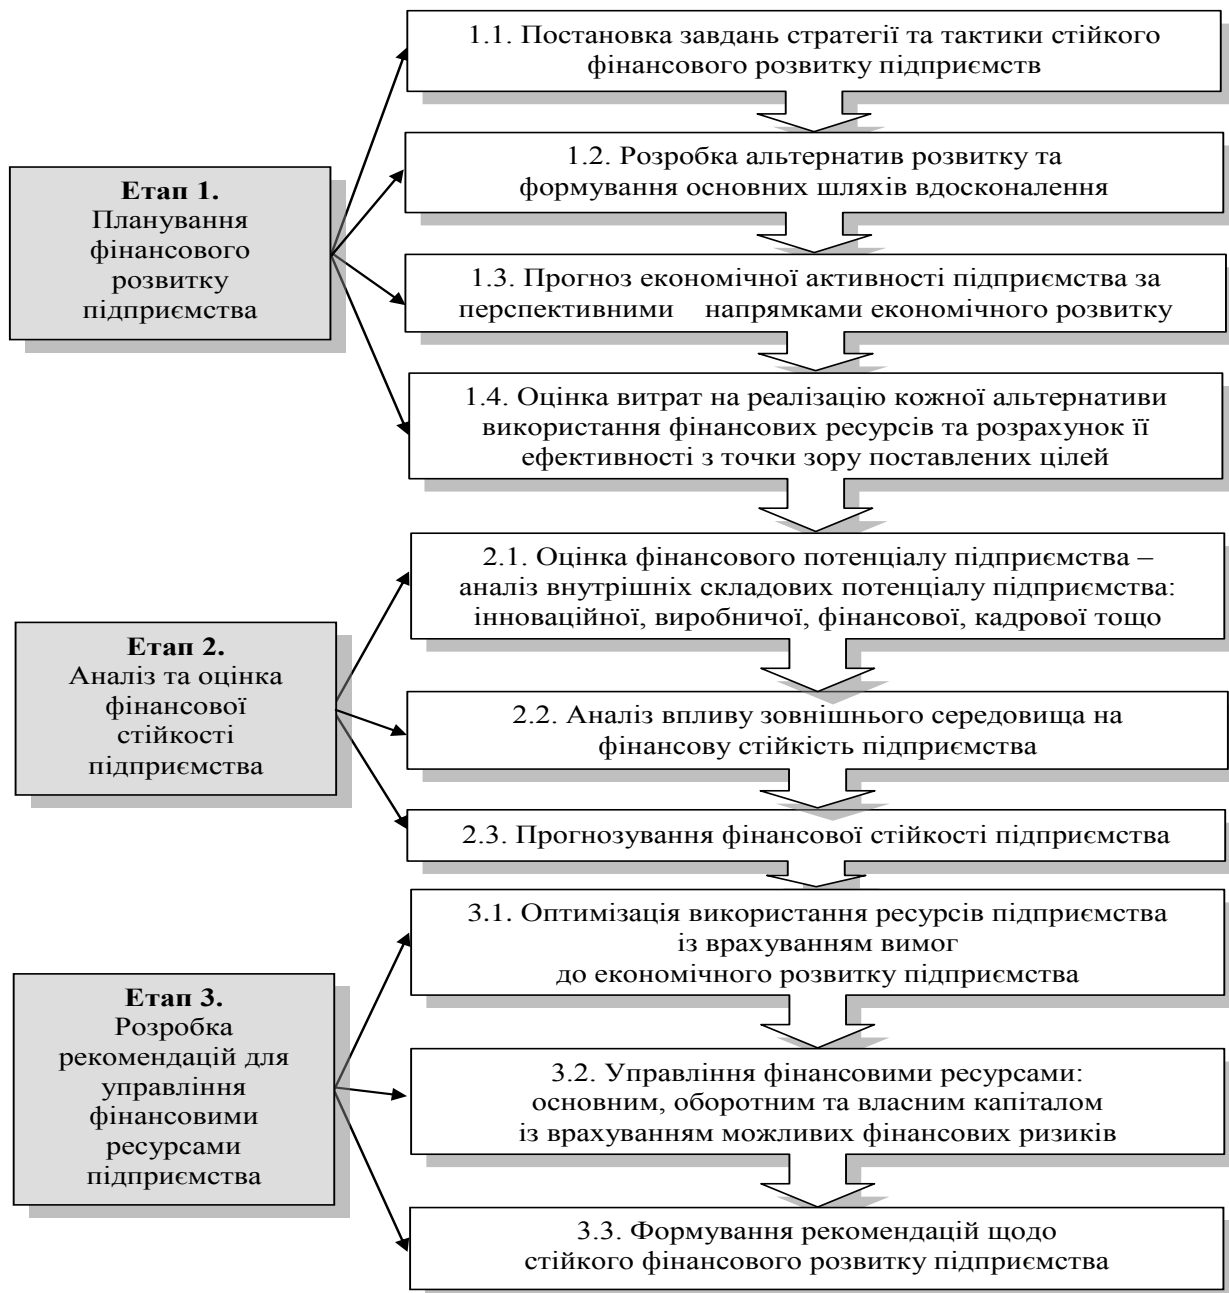 1.1. Постановка завдань стратегії та тактики стійкого
фінансового розвитку підприємств
1.2. Розробка альтернатив розвитку та
формування основних шляхів вдосконалення
Етап 1.
Планування
фінансового
розвитку
підприємства
1.3. Прогноз економічної активності підприємства за
перспективними напрямками економічного розвитку
1.4. Оцінка витрат на реалізацію кожної альтернативи
використання фінансових ресурсів та розрахунок її
ефективності з точки зору поставлених цілей
2.1. Оцінка фінансового потенціалу підприємства –
аналіз внутрішніх складових потенціалу підприємства:
інноваційної, виробничої, фінансової, кадрової тощо
Етап 2.
Аналіз та оцінка
фінансової
стійкості
підприємства
2.2. Аналіз впливу зовнішнього середовища на
фінансову стійкість підприємства
2.3. Прогнозування фінансової стійкості підприємства
3.1. Оптимізація використання ресурсів підприємства
із врахуванням вимог
до економічного розвитку підприємства
Етап 3.
Розробка
рекомендацій для
управління
фінансовими
ресурсами
підприємства
3.2. Управління фінансовими ресурсами:
основним, оборотним та власним капіталом
із врахуванням можливих фінансових ризиків
3.3. Формування рекомендацій щодо
стійкого фінансового розвитку підприємства